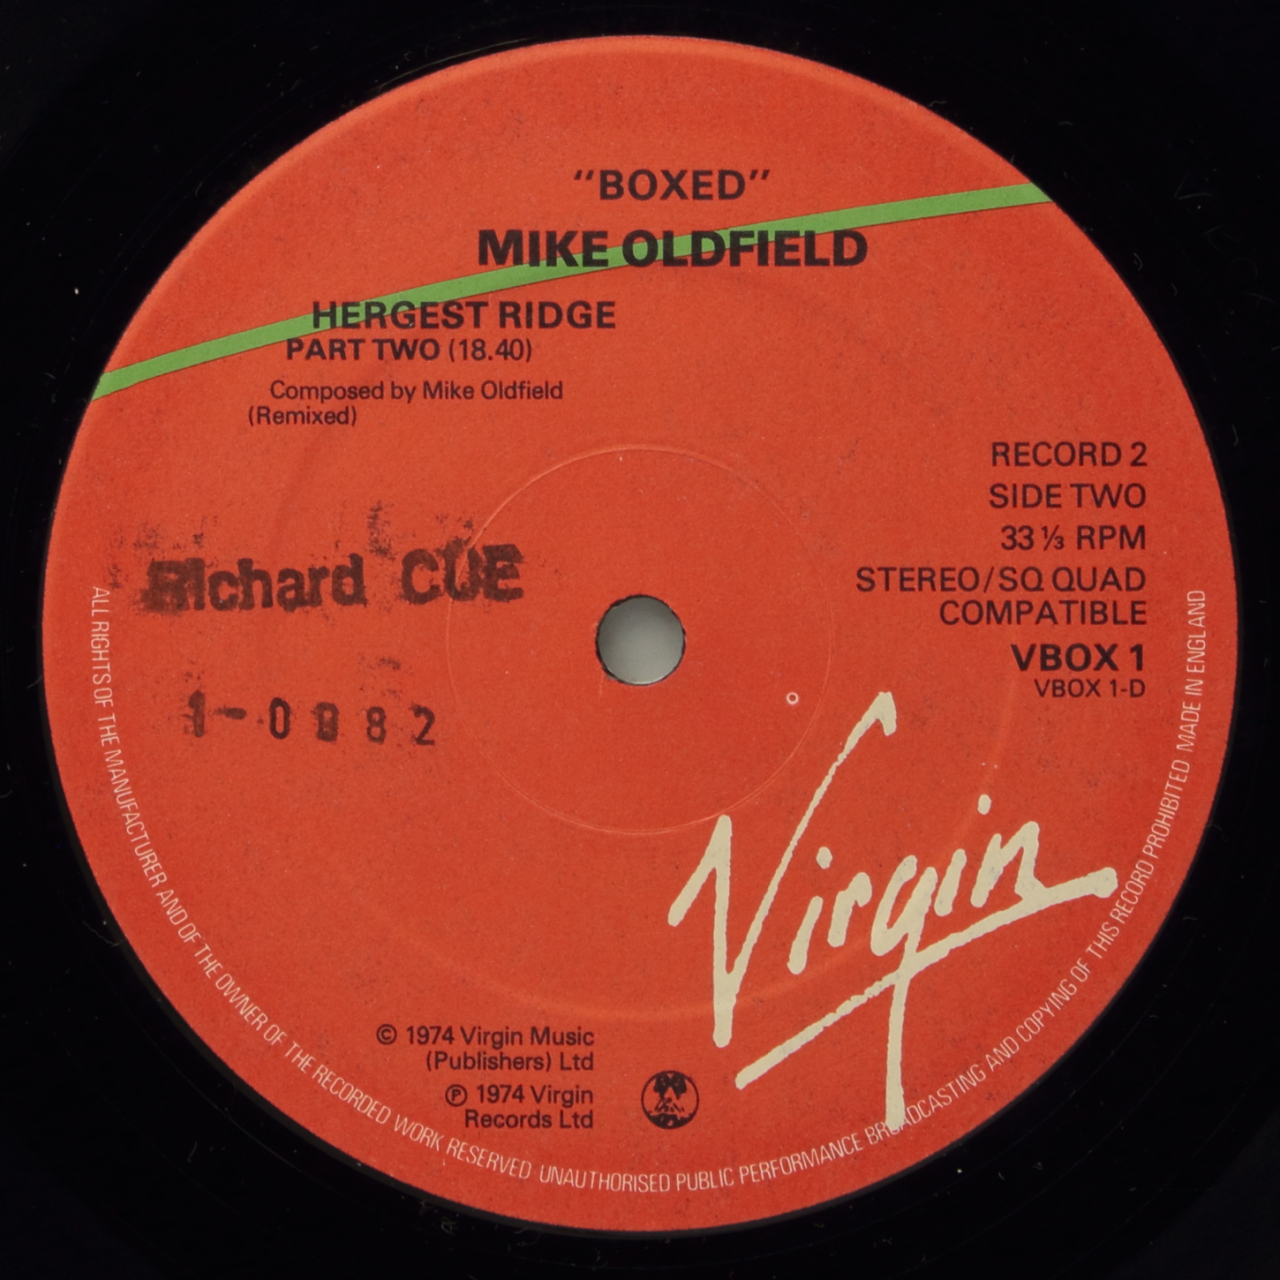 "BOXED"
MIKE OLDFIELD
HERGEST RIDGE
PART TWO (18.40)
Composed by Mike Oldfield
(Remixed)
RECORD 2
SIDE TWO
33 ⅓ RPM
STEREO/SQ QUAD
COMPATIBLE
VBOX 1
VBOX 1-D
Richard CUE
Virgin
© 1974 Virgin Music
(Publishers) Ltd
℗ 1974 Virgin
Records Ltd
ALL RIGHTS OF THE MANUFACTURER AND OF THE OWNER OF THE RECORDED WORK RESERVED UNAUTHORISED PUBLIC PERFORMANCE BROADCASTING AND COPYING OF THIS RECORD PROHIBITED MADE IN ENGLAND